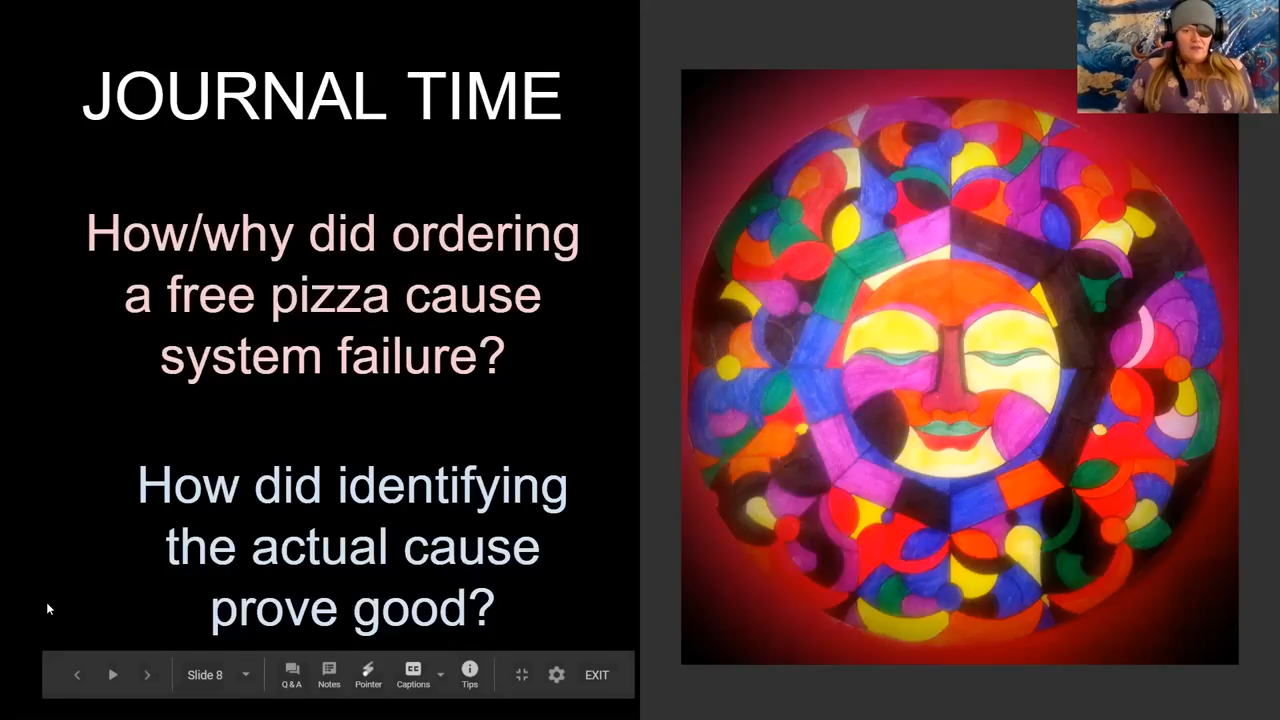 JOURNAL TIME
How/why did ordering
a free pizza cause
system failure?
How did identifying
the actual cause
prove good?
Slide 8
Q & A
Notes
Pointer
Captions
Tips
EXIT
CC